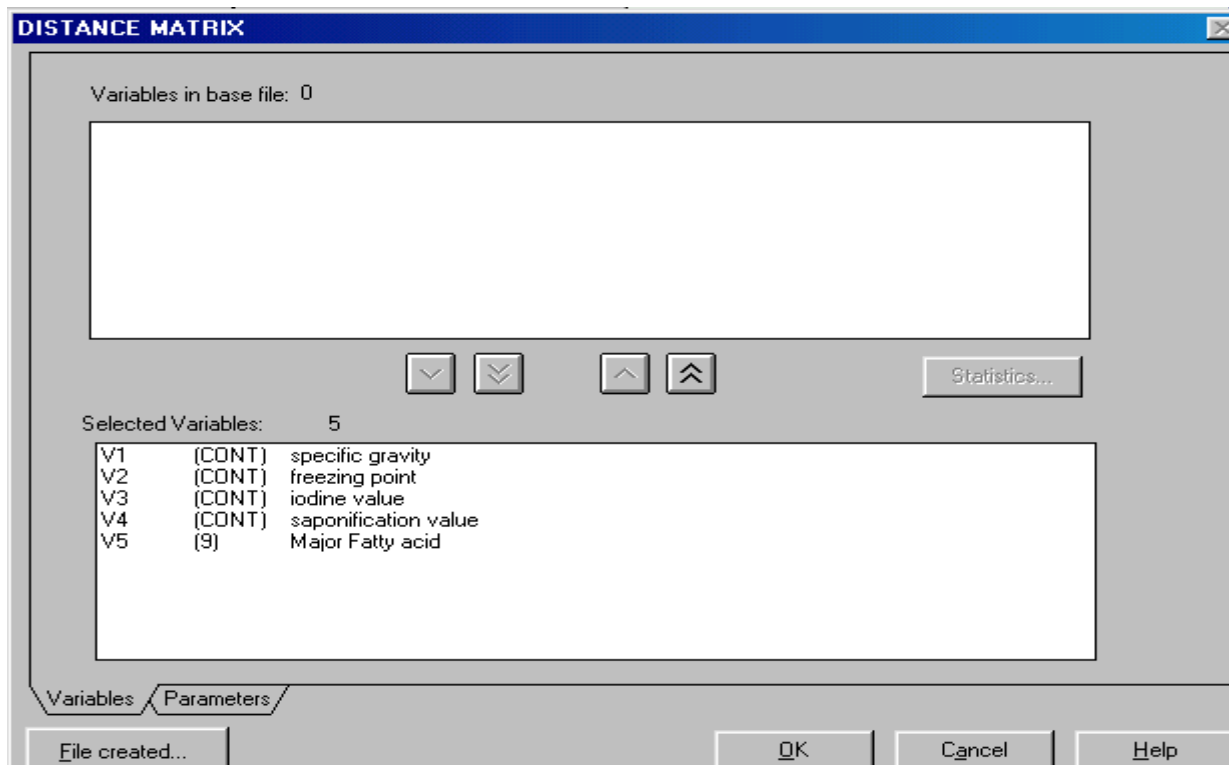 DISTANCE MATRIX
Variables in base file: 0
Statistics...
Selected Variables: 5
V1 (CONT) specific gravity
V2 (CONT) freezing point
V3 (CONT) iodine value
V4 (CONT) saponification value
V5 (9) Major Fatty acid
Variables Parameters
File created... OK Cancel Help